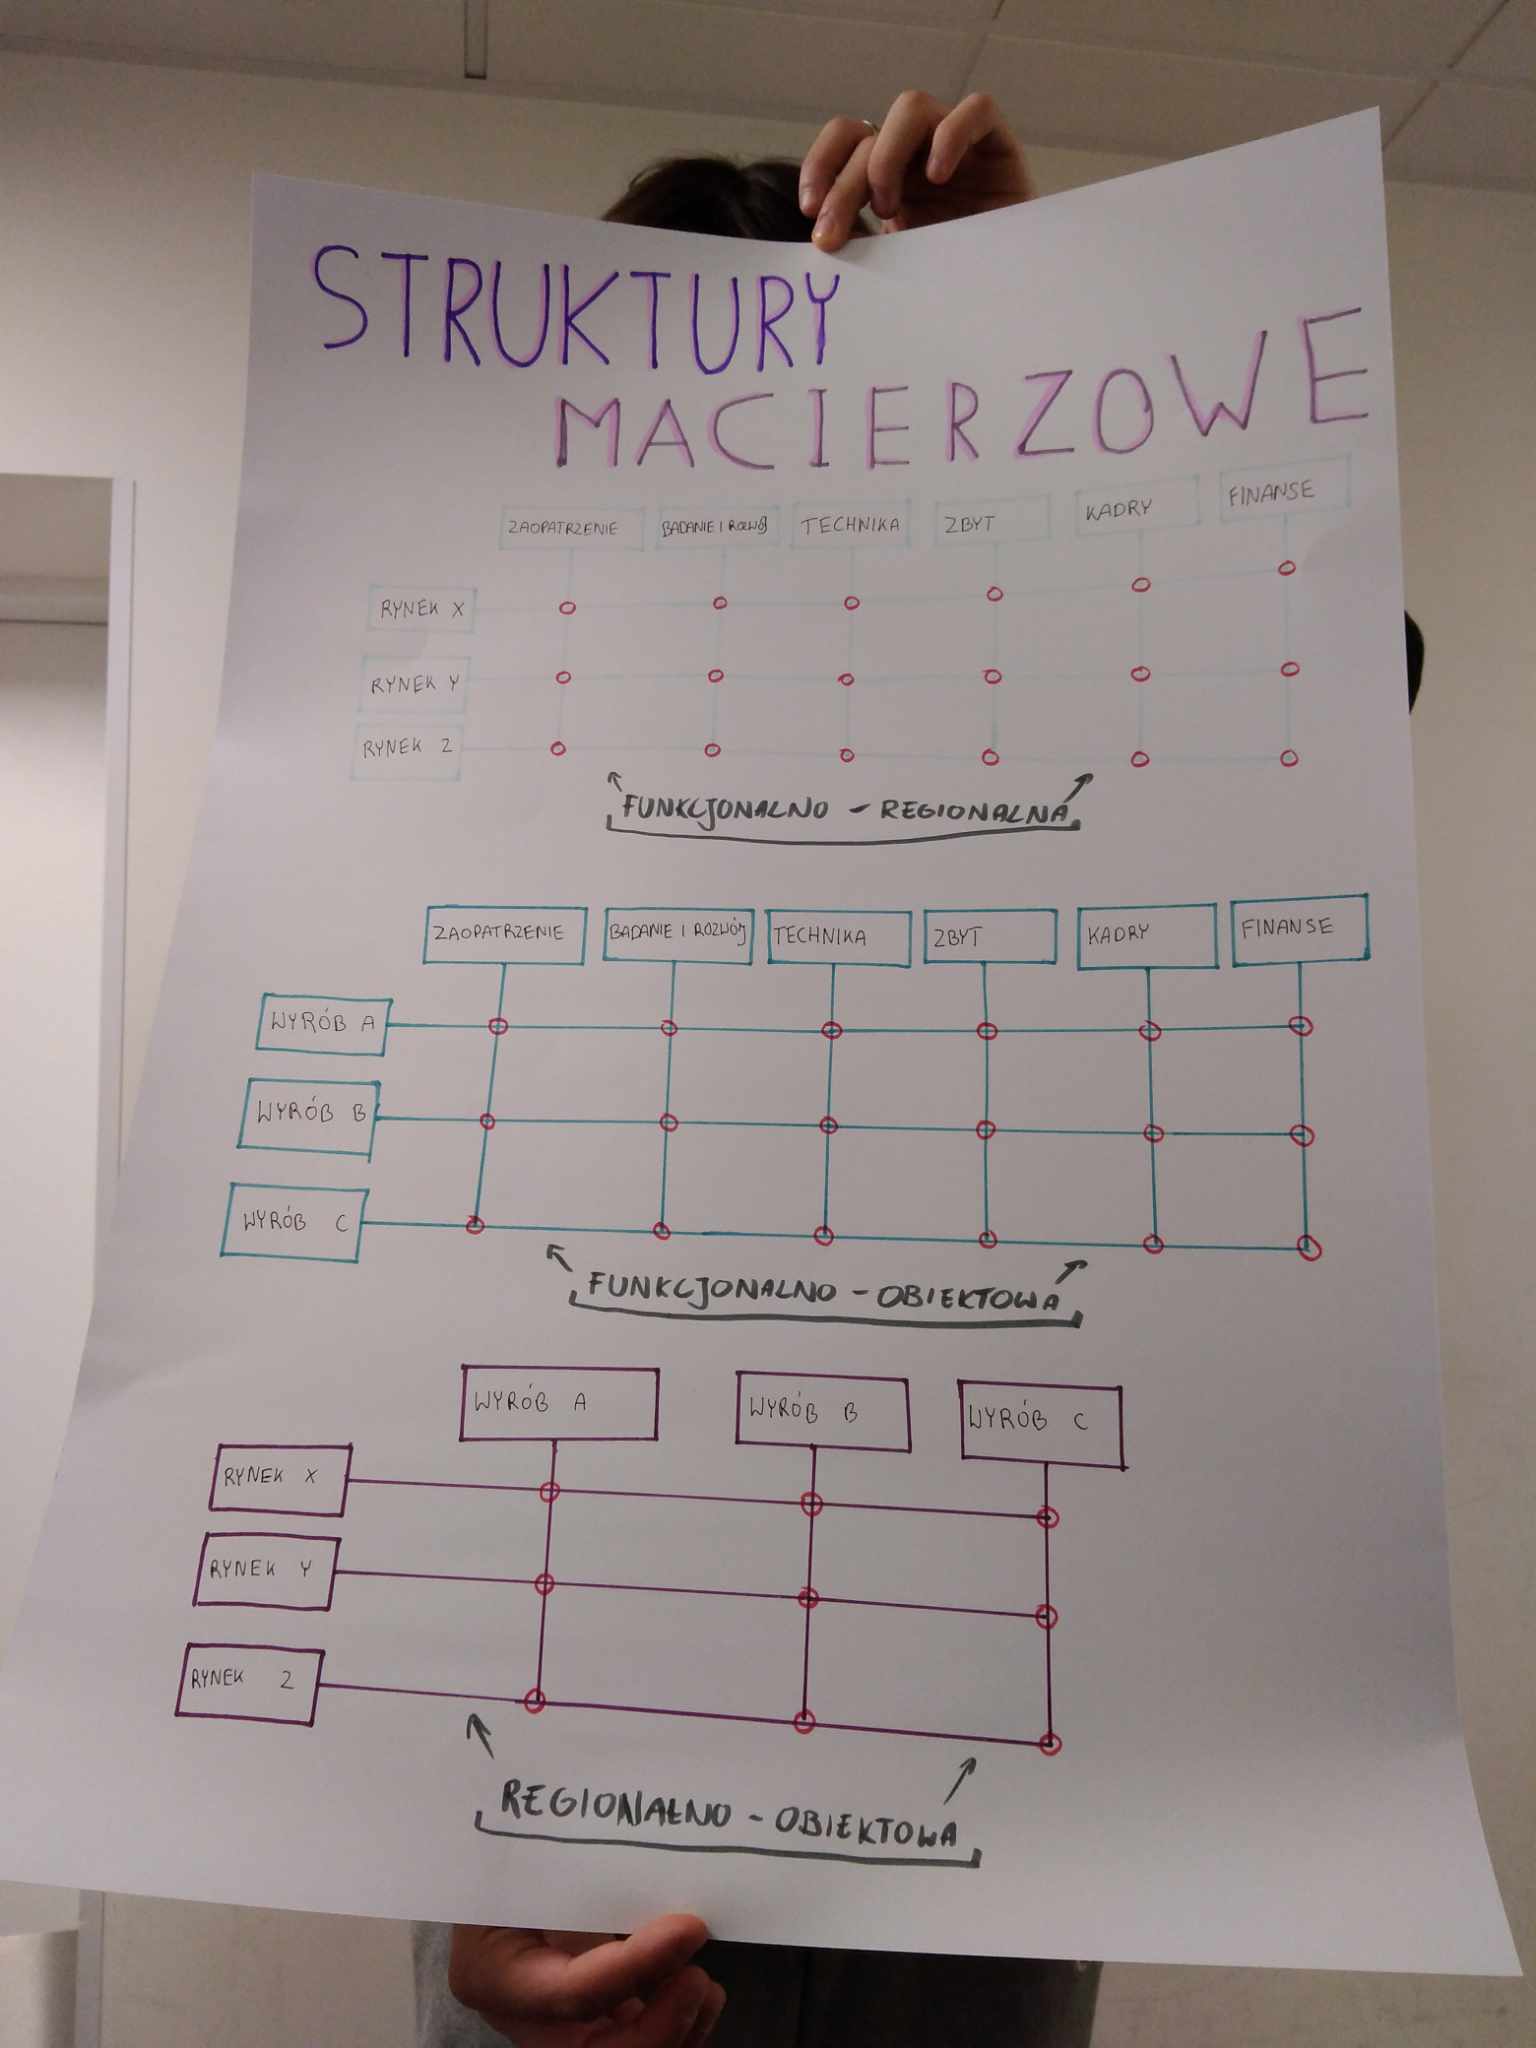 STRUKTURY
MACIERZOWE
ZAOPATRZENIE BADANIE I ROZWÓJ TECHNIKA ZBYT KADRY FINANSE
RYNEK X
RYNEK Y
RYNEK Z
FUNKCJONALNO - REGIONALNA
ZAOPATRZENIE BADANIE I ROZWÓJ TECHNIKA ZBYT KADRY FINANSE
WYRÓB A
WYRÓB B
WYRÓB C
FUNKCJONALNO - OBIEKTOWA
WYRÓB A WYRÓB B WYRÓB C
RYNEK X
RYNEK Y
RYNEK Z
REGIONALNO - OBIEKTOWA